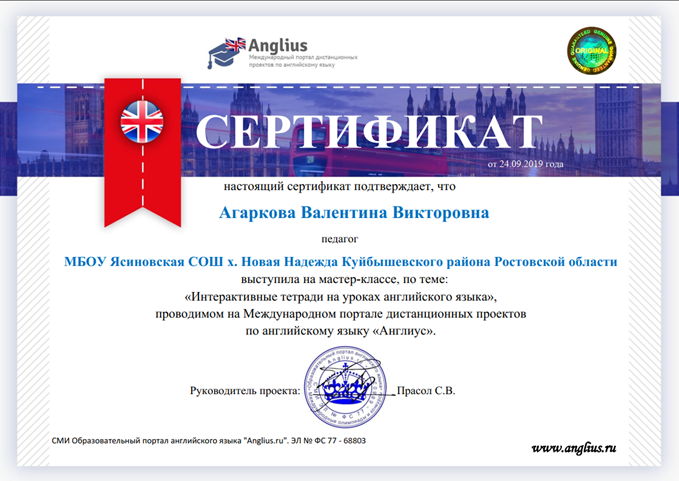 Anglius
Международный портал дистанционных
проектов по английскому языку
ORIGINAL
СЕРТИФИКАТ
от 24.09.2019 года
настоящий сертификат подтверждает, что
Агаркова Валентина Викторовна
педагог
МБОУ Ясиновская СОШ х. Новая Надежда Куйбышевского района Ростовской области
выступила на мастер-классе, по теме:
«Интерактивные тетради на уроках английского языка»,
проводимом на Международном портале дистанционных проектов
по английскому языку «Англиус».
Руководитель проекта:
Прасол С.В.
СМИ Образовательный портал английского языка "Anglius.ru". ЭЛ № ФС 77 - 68803
www.anglius.ru